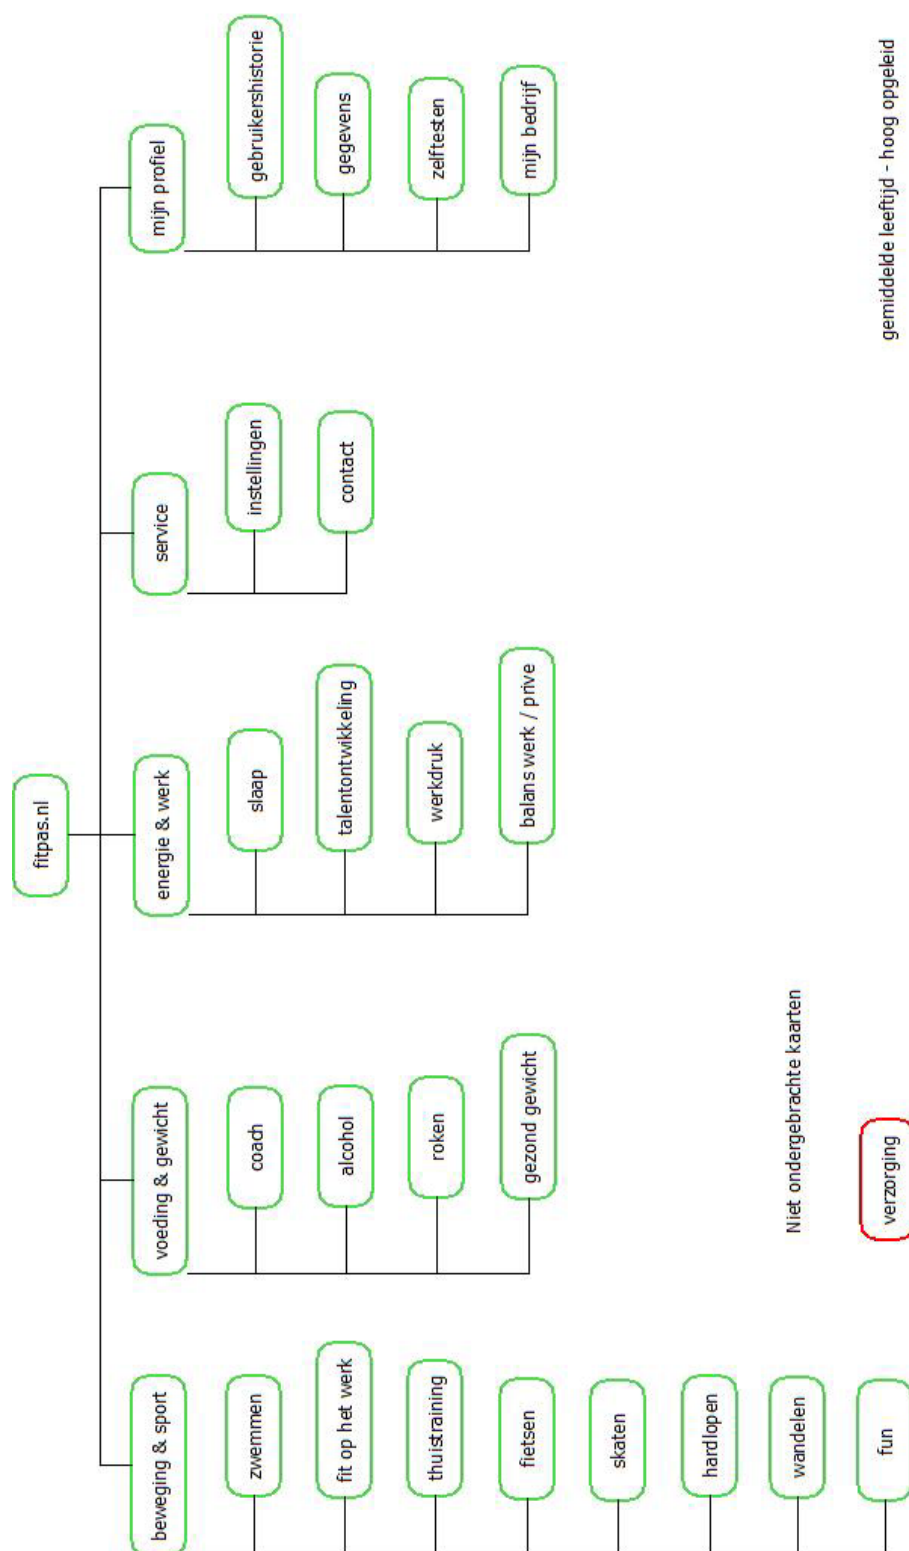 fitpas.nl
beweging & sport
zwemmen
fit op het werk
thuistraining
fietsen
skaten
hardlopen
wandelen
fun
voeding & gewicht
coach
alcohol
roken
gezond gewicht
energie & werk
slaap
talentontwikkeling
werkdruk
balans werk / prive
service
instellingen
contact
mijn profiel
gebruikershistorie
gegevens
zelftesten
mijn bedrijf
Niet ondergebrachte kaarten
verzorging
gemiddelde leeftijd - hoog opgeleid